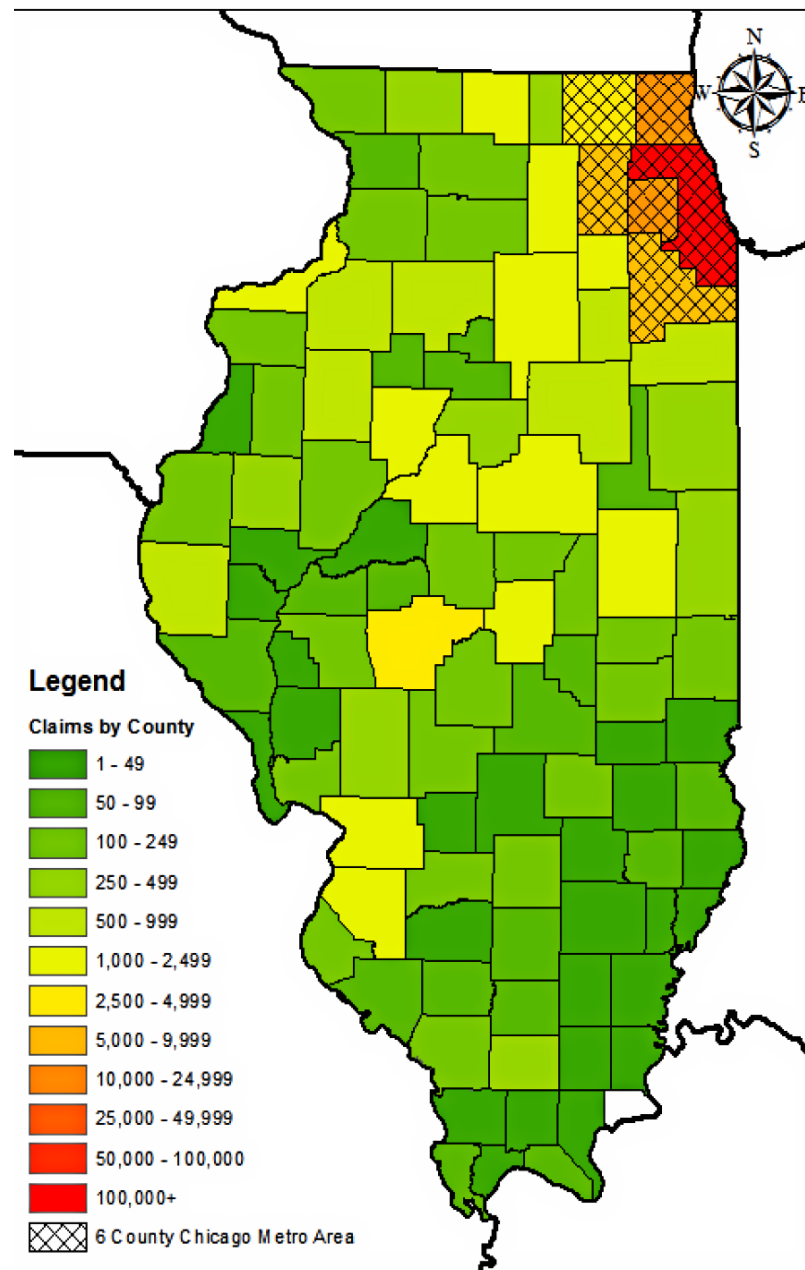 N
W E
S
Legend
Claims by County
1 - 49
50 - 99
100 - 249
250 - 499
500 - 999
1,000 - 2,499
2,500 - 4,999
5,000 - 9,999
10,000 - 24,999
25,000 - 49,999
50,000 - 100,000
100,000+
6 County Chicago Metro Area